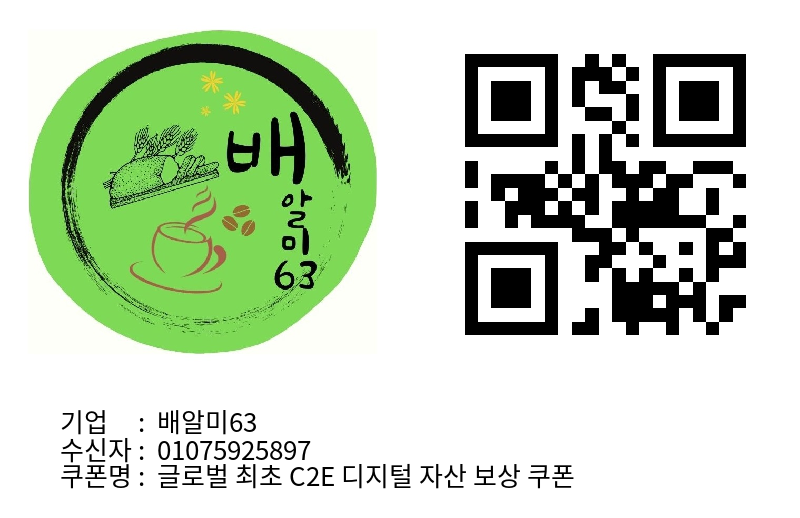 배
알
미
63
기업 : 배알미63
수신자 : 01075925897
쿠폰명 : 글로벌 최초 C2E 디지털 자산 보상 쿠폰